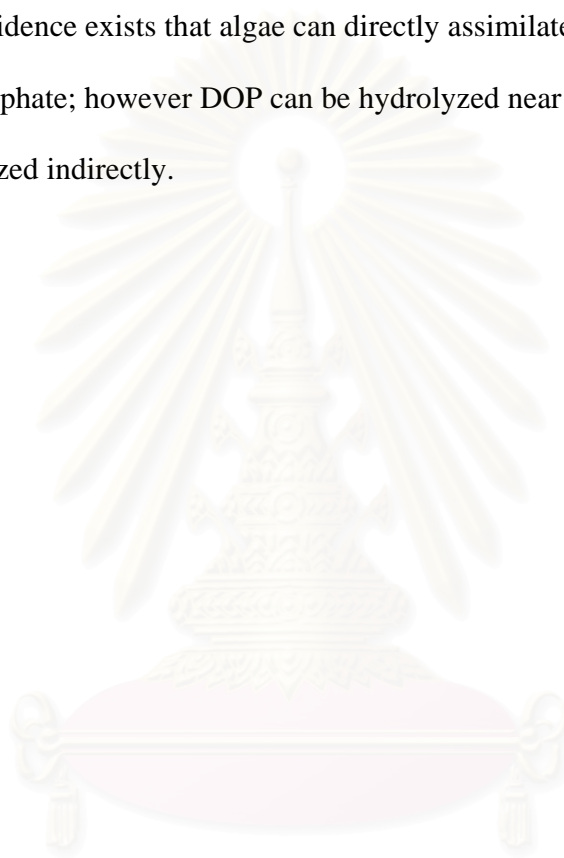 idence exists that algae can directly assimilate
phate; however DOP can be hydrolyzed near
zed indirectly.